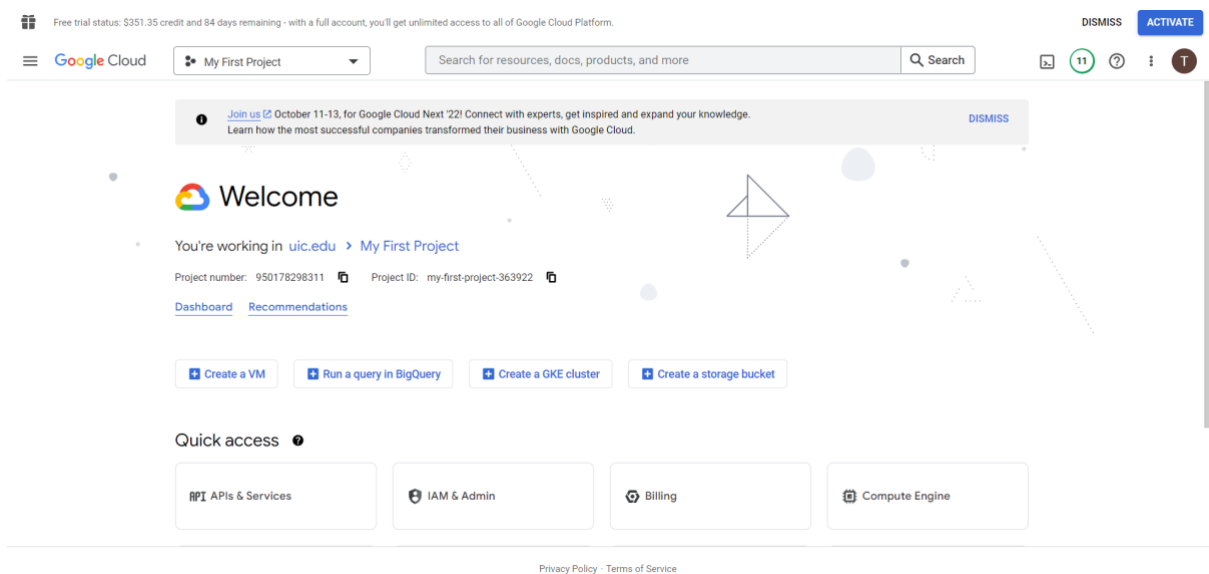 Free trial status: $351.35 credit and 84 days remaining - with a full account, you'll get unlimited access to all of Google Cloud Platform.
DISMISS
ACTIVATE
Google Cloud
My First Project
Search for resources, docs, products, and more
Search
11
T
Join us October 11-13, for Google Cloud Next '22! Connect with experts, get inspired and expand your knowledge.
Learn how the most successful companies transformed their business with Google Cloud.
DISMISS
Welcome
You're working in uic.edu > My First Project
Project number: 950178298311 Project ID: my-first-project-363922
Dashboard Recommendations
Create a VM
Run a query in BigQuery
Create a GKE cluster
Create a storage bucket
Quick access
API APIs & Services
IAM & Admin
Billing
Compute Engine
Privacy Policy · Terms of Service